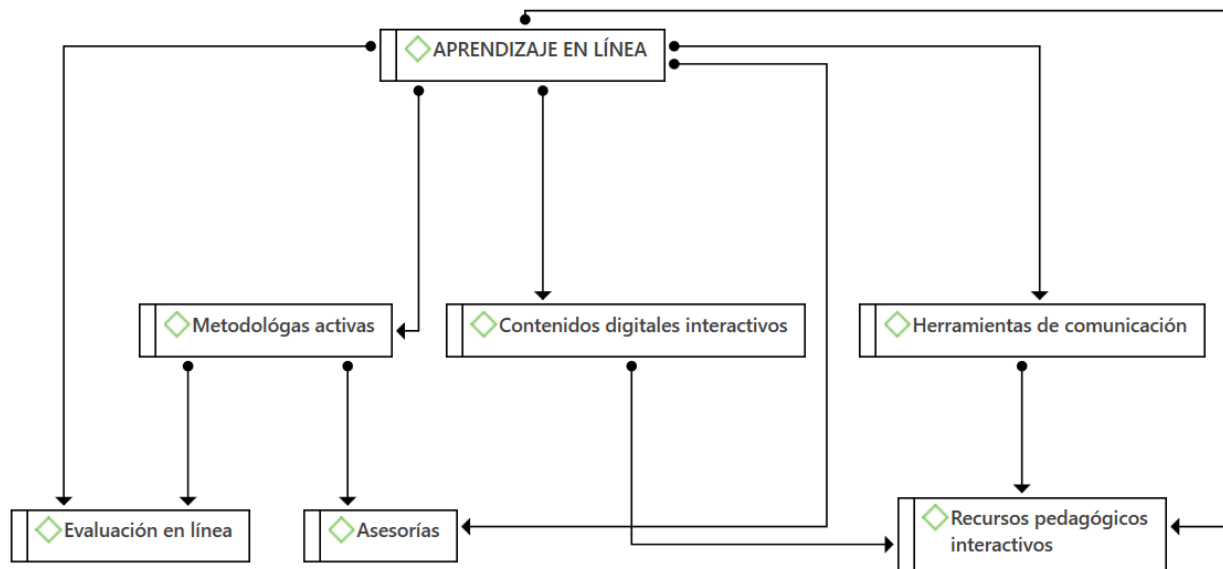 APRENDIZAJE EN LÍNEA
Metodológas activas
Contenidos digitales interactivos
Herramientas de comunicación
Evaluación en línea
Asesorías
Recursos pedagógicos
interactivos